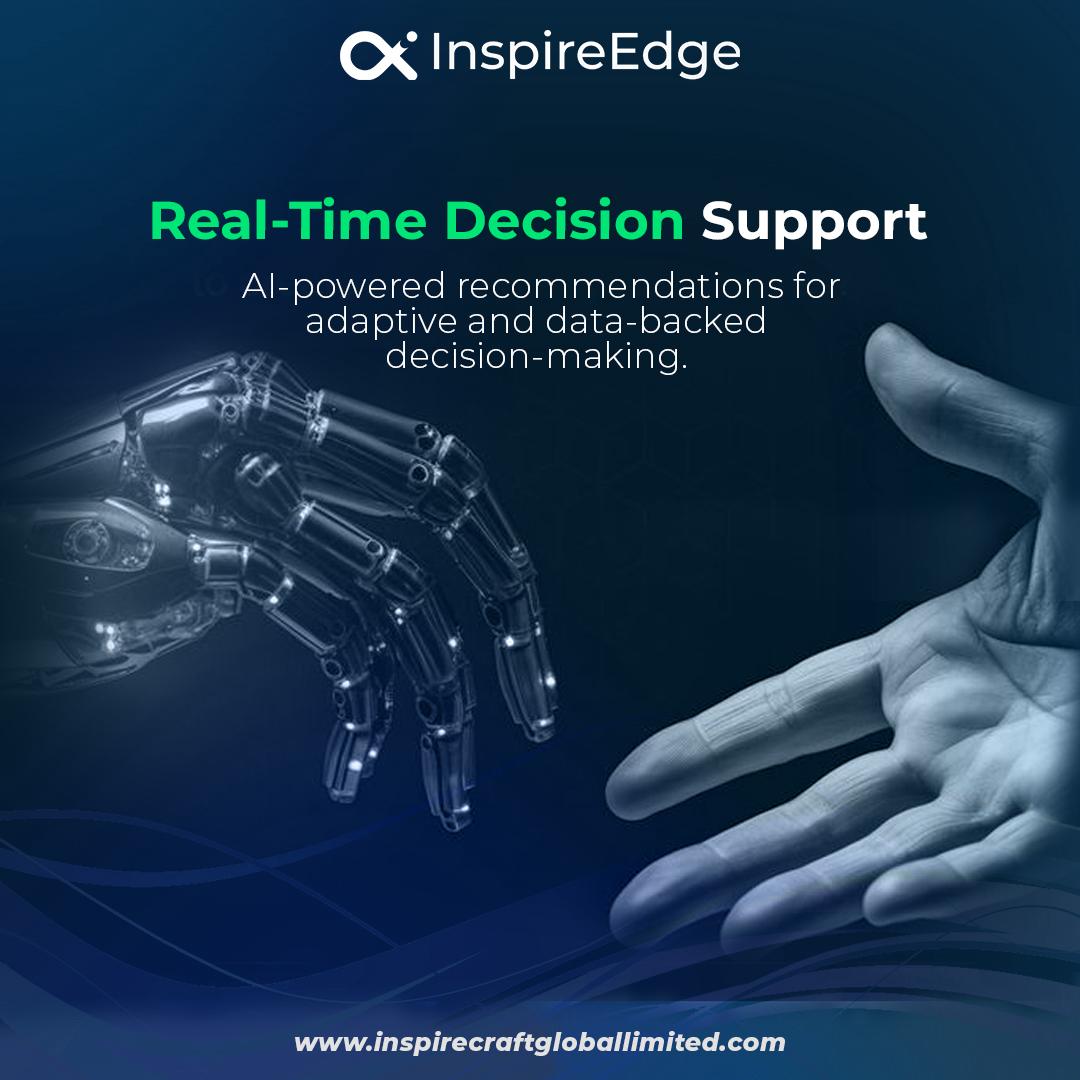 InspireEdge
Real-Time Decision Support
AI-powered recommendations for
adaptive and data-backed
decision-making.
www.inspirecraftgloballimited.com